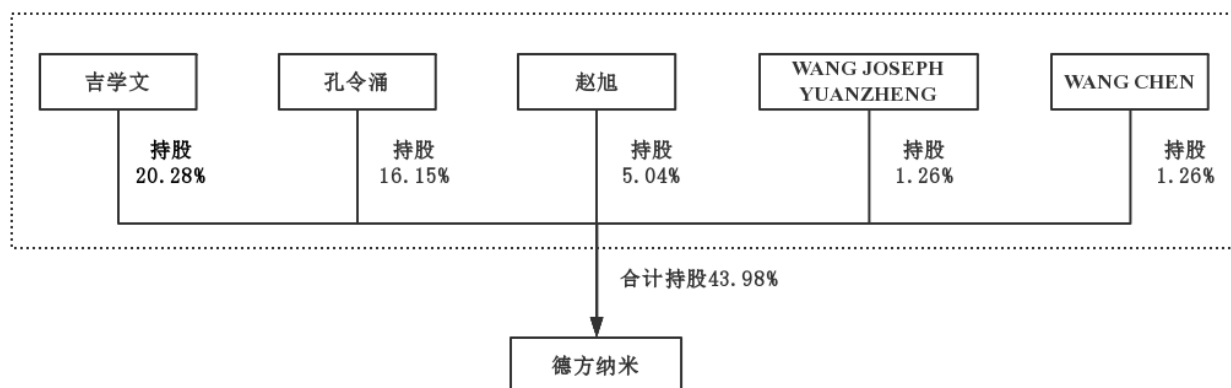 吉学文
孔令涌
赵旭
WANG JOSEPH
YUANZHENG
WANG CHEN
持股
20.28%
持股
16.15%
持股
5.04%
持股
1.26%
持股
1.26%
合计持股43.98%
德方纳米